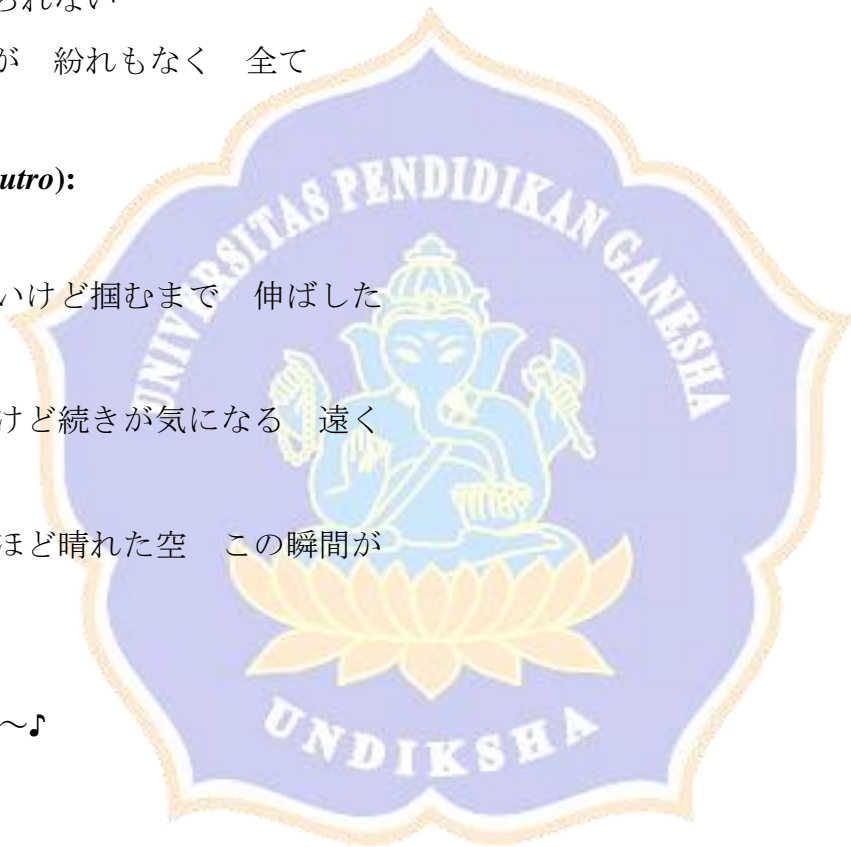 られない
が　紛れもなく　全て
utro):
いけど掴むまで　伸ばした
けど続きが気になる　遠く
ほど晴れた空　この瞬間が
～♪
UNIVERSITAS PENDIDIKAN GANESHA
UNDIKSHA